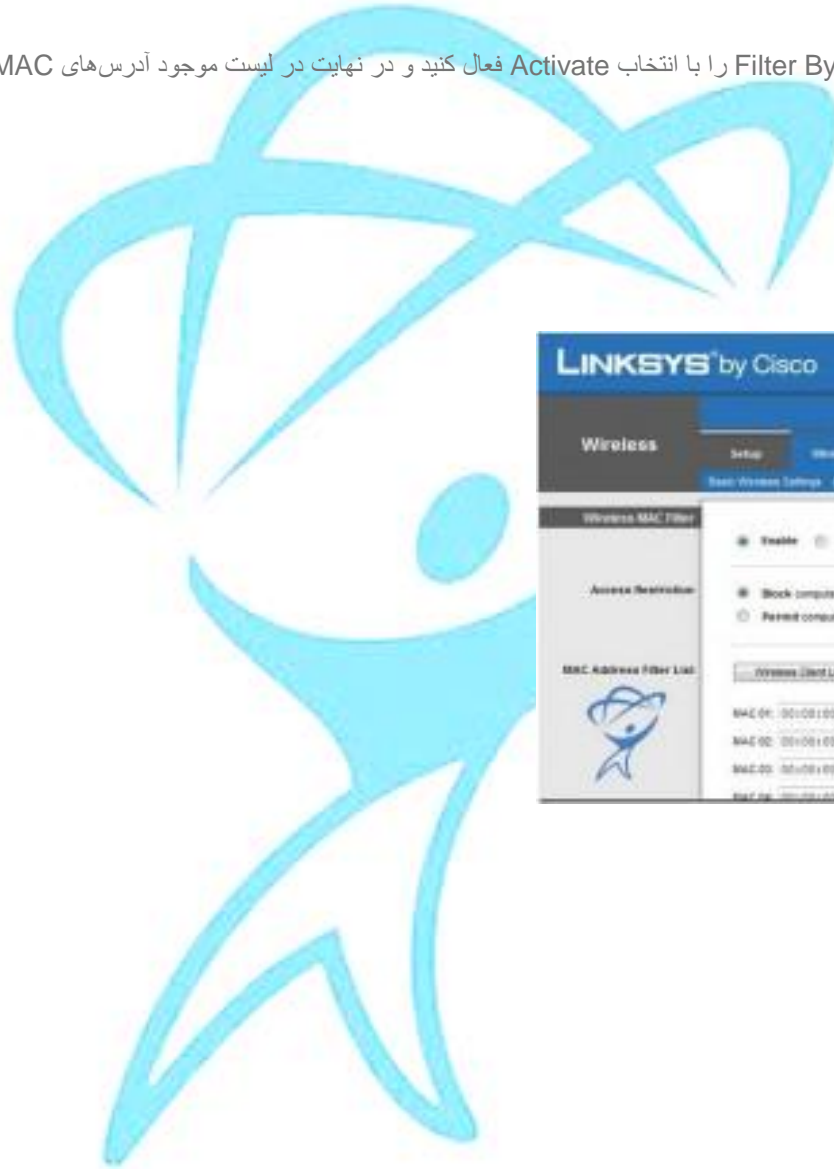 Filter By را با انتخاب Activate فعال کنید و در نهایت در لیست موجود آدرس‌های MAC
LINKSYS® by Cisco
Wireless
Setup
Basic Wireless Settings
Wireless MAC Filter
Enable
Access Restriction
Block
Permit
MAC Address Filter List
Wireless Client
MAC 01:
MAC 02:
MAC 03: